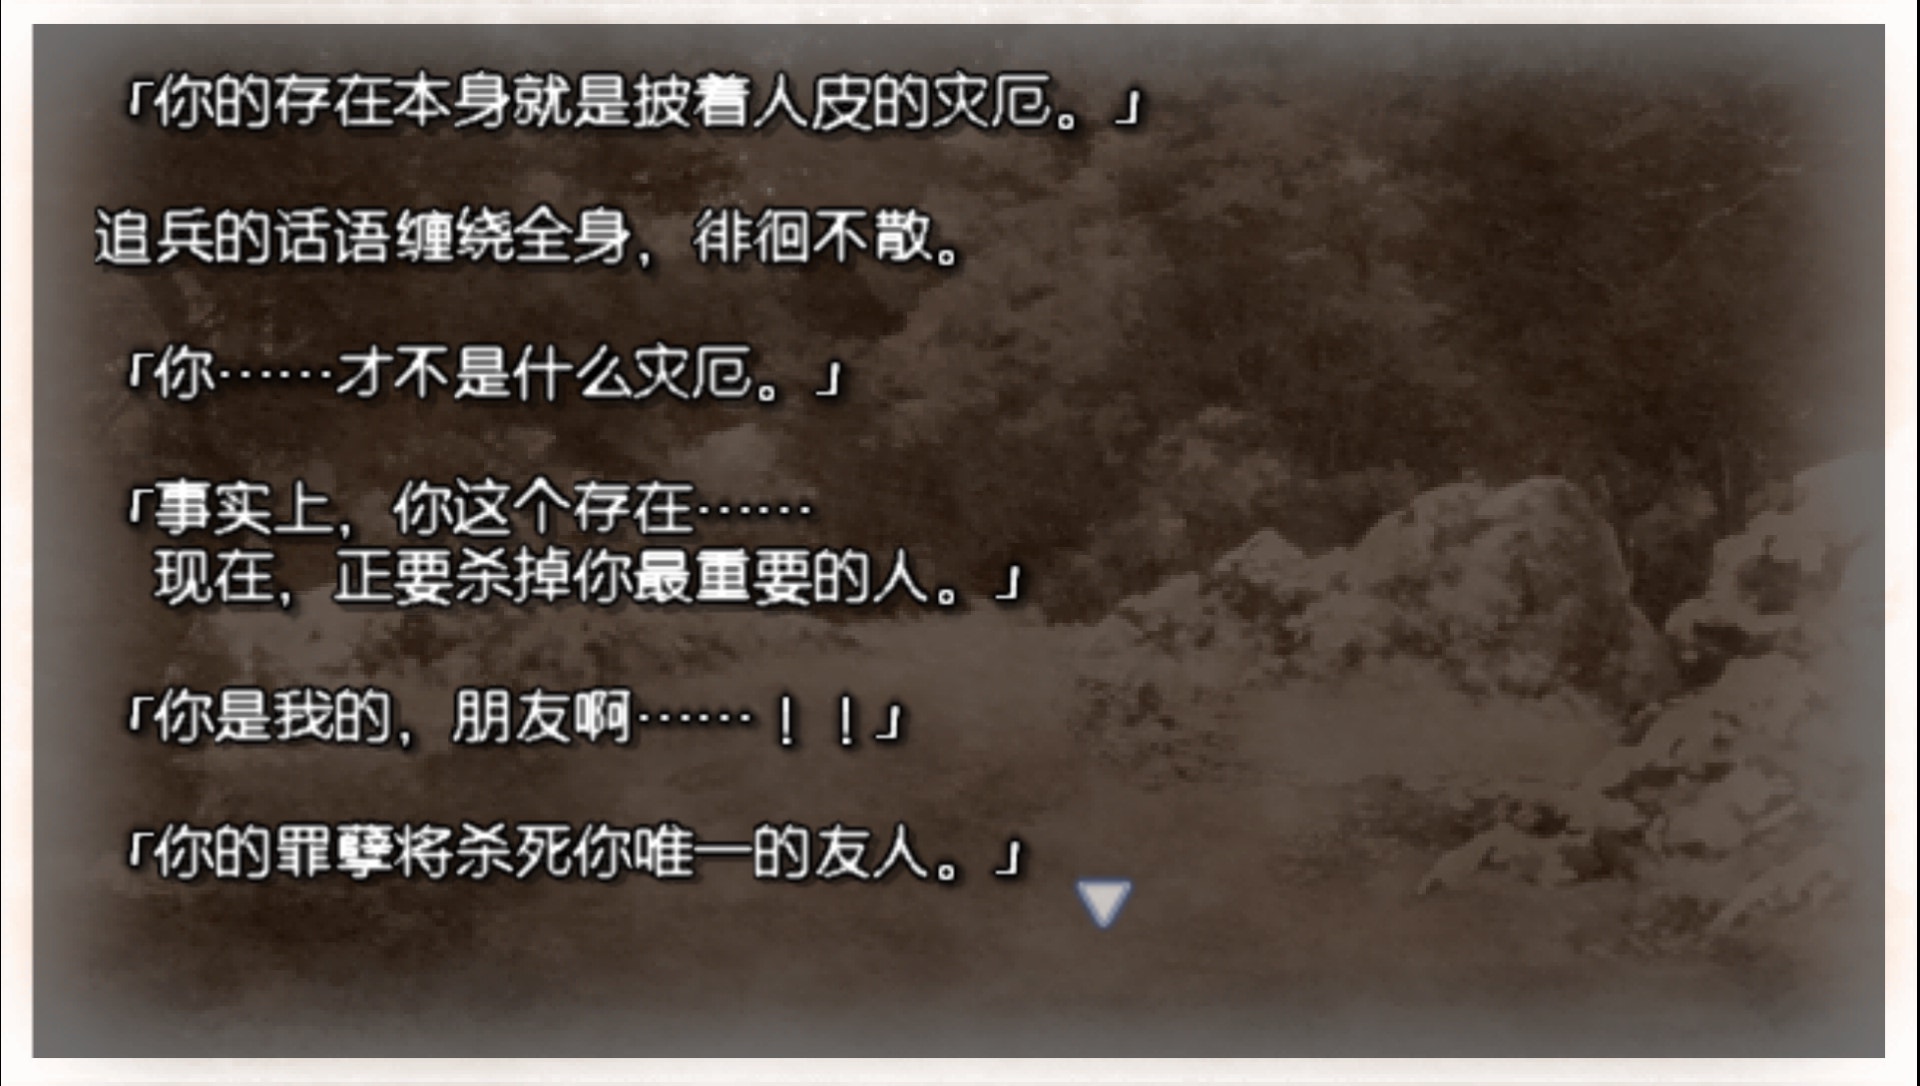 「你的存在本身就是披着人皮的灾厄。」
追兵的话语缠绕全身，徘徊不散。
「你……才不是什么灾厄。」
「事实上，你这个存在……
现在，正要杀掉你最重要的人。」
「你是我的，朋友啊……！！」
「你的罪孽将杀死你唯一的友人。」